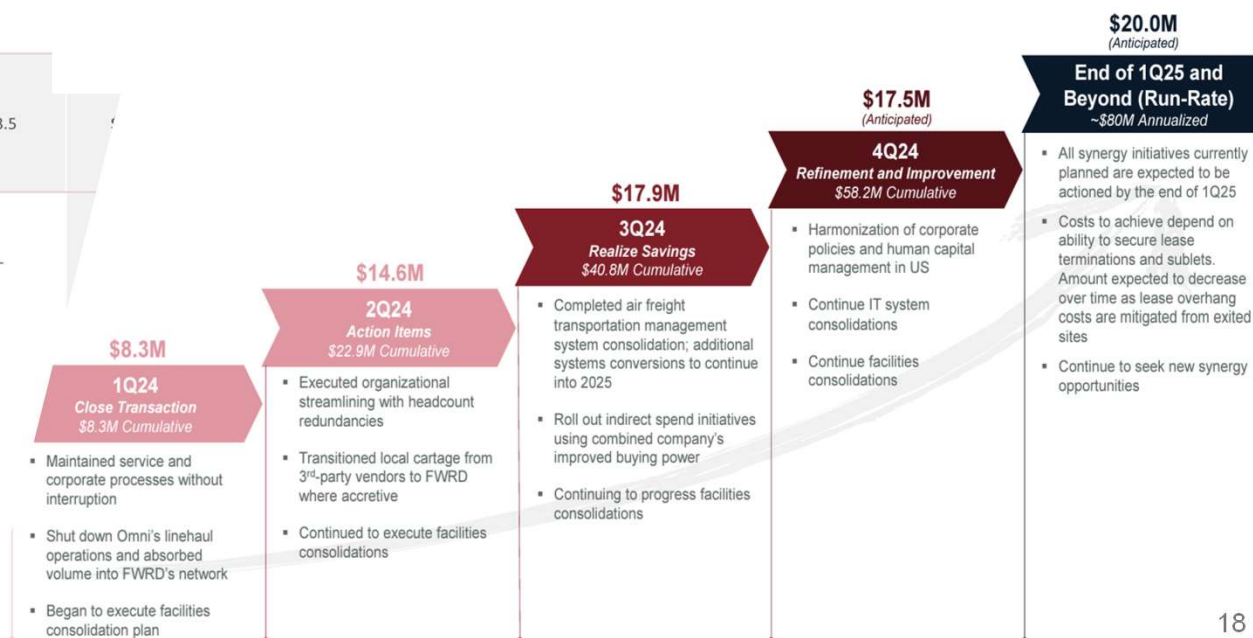 $8.3M
1Q24
Close Transaction
$8.3M Cumulative
▪ Maintained service and
corporate processes without
interruption
▪ Shut down Omni's linehaul
operations and absorbed
volume into FWRD's network
▪ Began to execute facilities
consolidation plan
$14.6M
2Q24
Action Items
$22.9M Cumulative
▪ Executed organizational
streamlining with headcount
redundancies
▪ Transitioned local cartage from
3rd-party vendors to FWRD
where accretive
▪ Continued to execute facilities
consolidations
$17.9M
3Q24
Realize Savings
$40.8M Cumulative
▪ Completed air freight
transportation management
system consolidation; additional
systems conversions to continue
into 2025
▪ Roll out indirect spend initiatives
using combined company's
improved buying power
▪ Continuing to progress facilities
consolidations
$17.5M
(Anticipated)
4Q24
Refinement and Improvement
$58.2M Cumulative
▪ Harmonization of corporate
policies and human capital
management in US
▪ Continue IT system
consolidations
▪ Continue facilities
consolidations
$20.0M
(Anticipated)
End of 1Q25 and
Beyond (Run-Rate)
~$80M Annualized
▪ All synergy initiatives currently
planned are expected to be
actioned by the end of 1Q25
▪ Costs to achieve depend on
ability to secure lease
terminations and sublets.
Amount expected to decrease
over time as lease overhang
costs are mitigated from exited
sites
▪ Continue to seek new synergy
opportunities
18